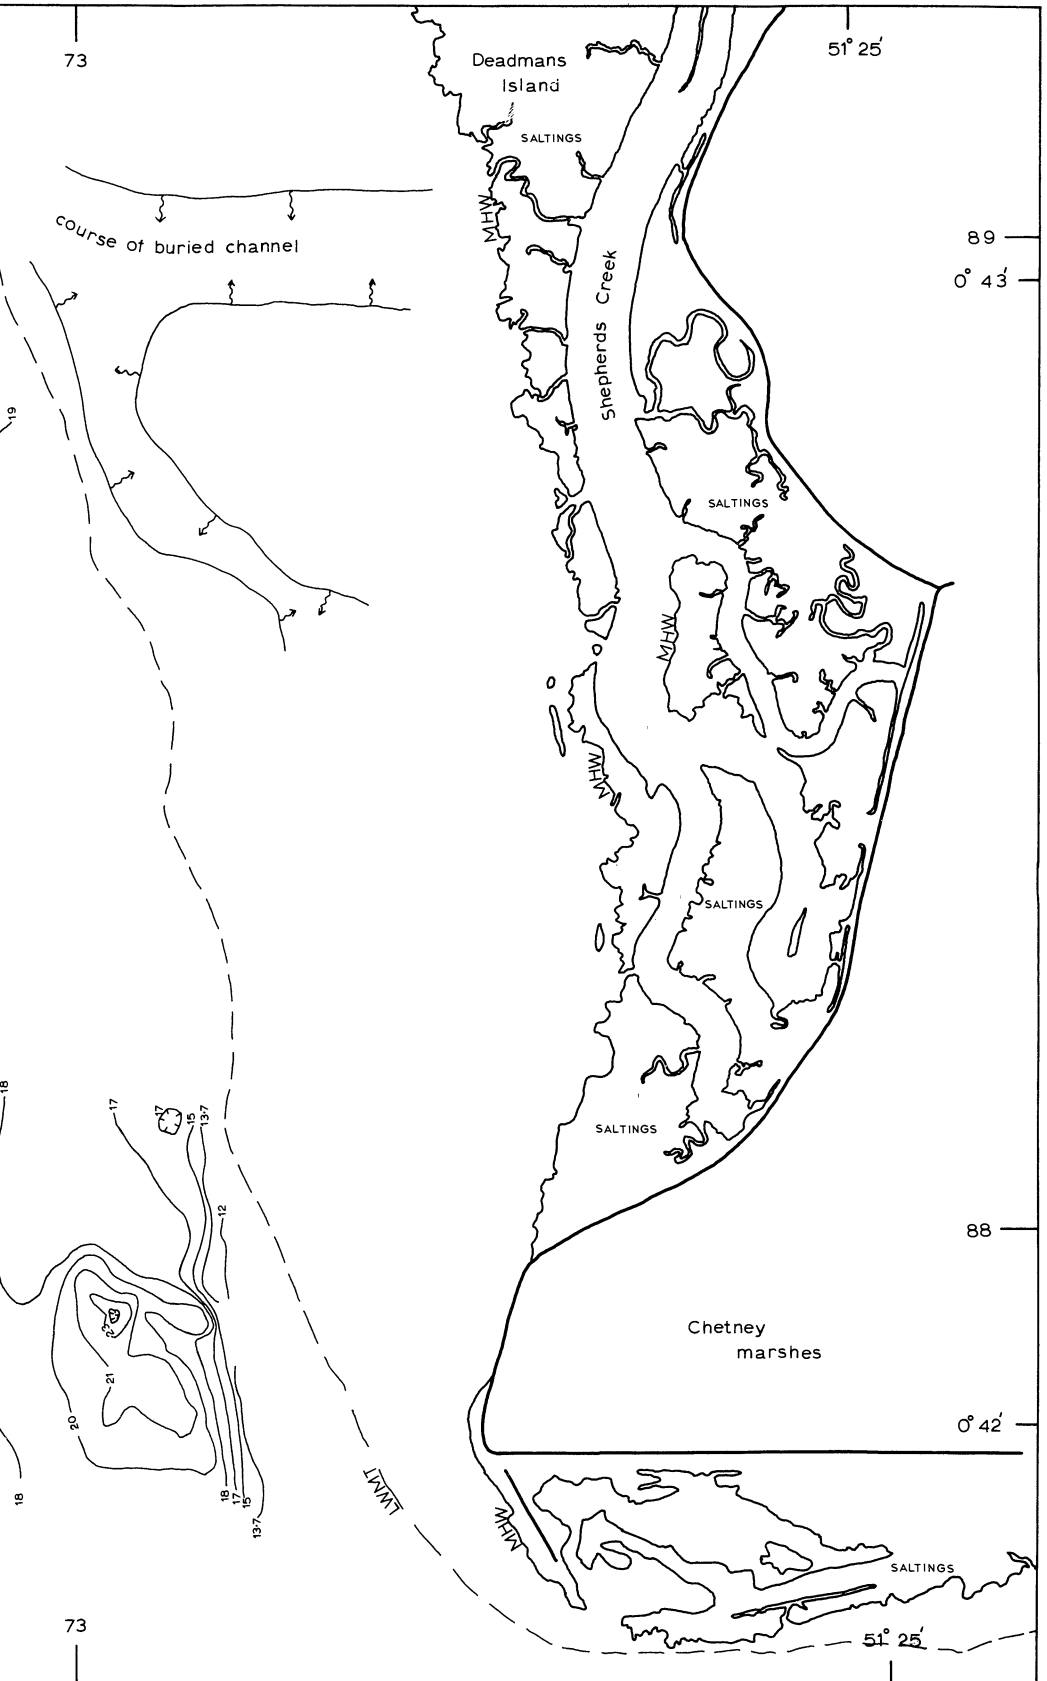 73
51° 25′
Deadmans
Island
SALTINGS
MHW
89
course of buried channel
0° 43′
Shepherds Creek
19
SALTINGS
MHW
MHW
SALTINGS
18
17
17
15
13·7
SALTINGS
12
88
23
Chetney
marshes
21
20
0° 42′
18
18
17
15
13·7
LWMT
MHW
SALTINGS
73
51° 25′